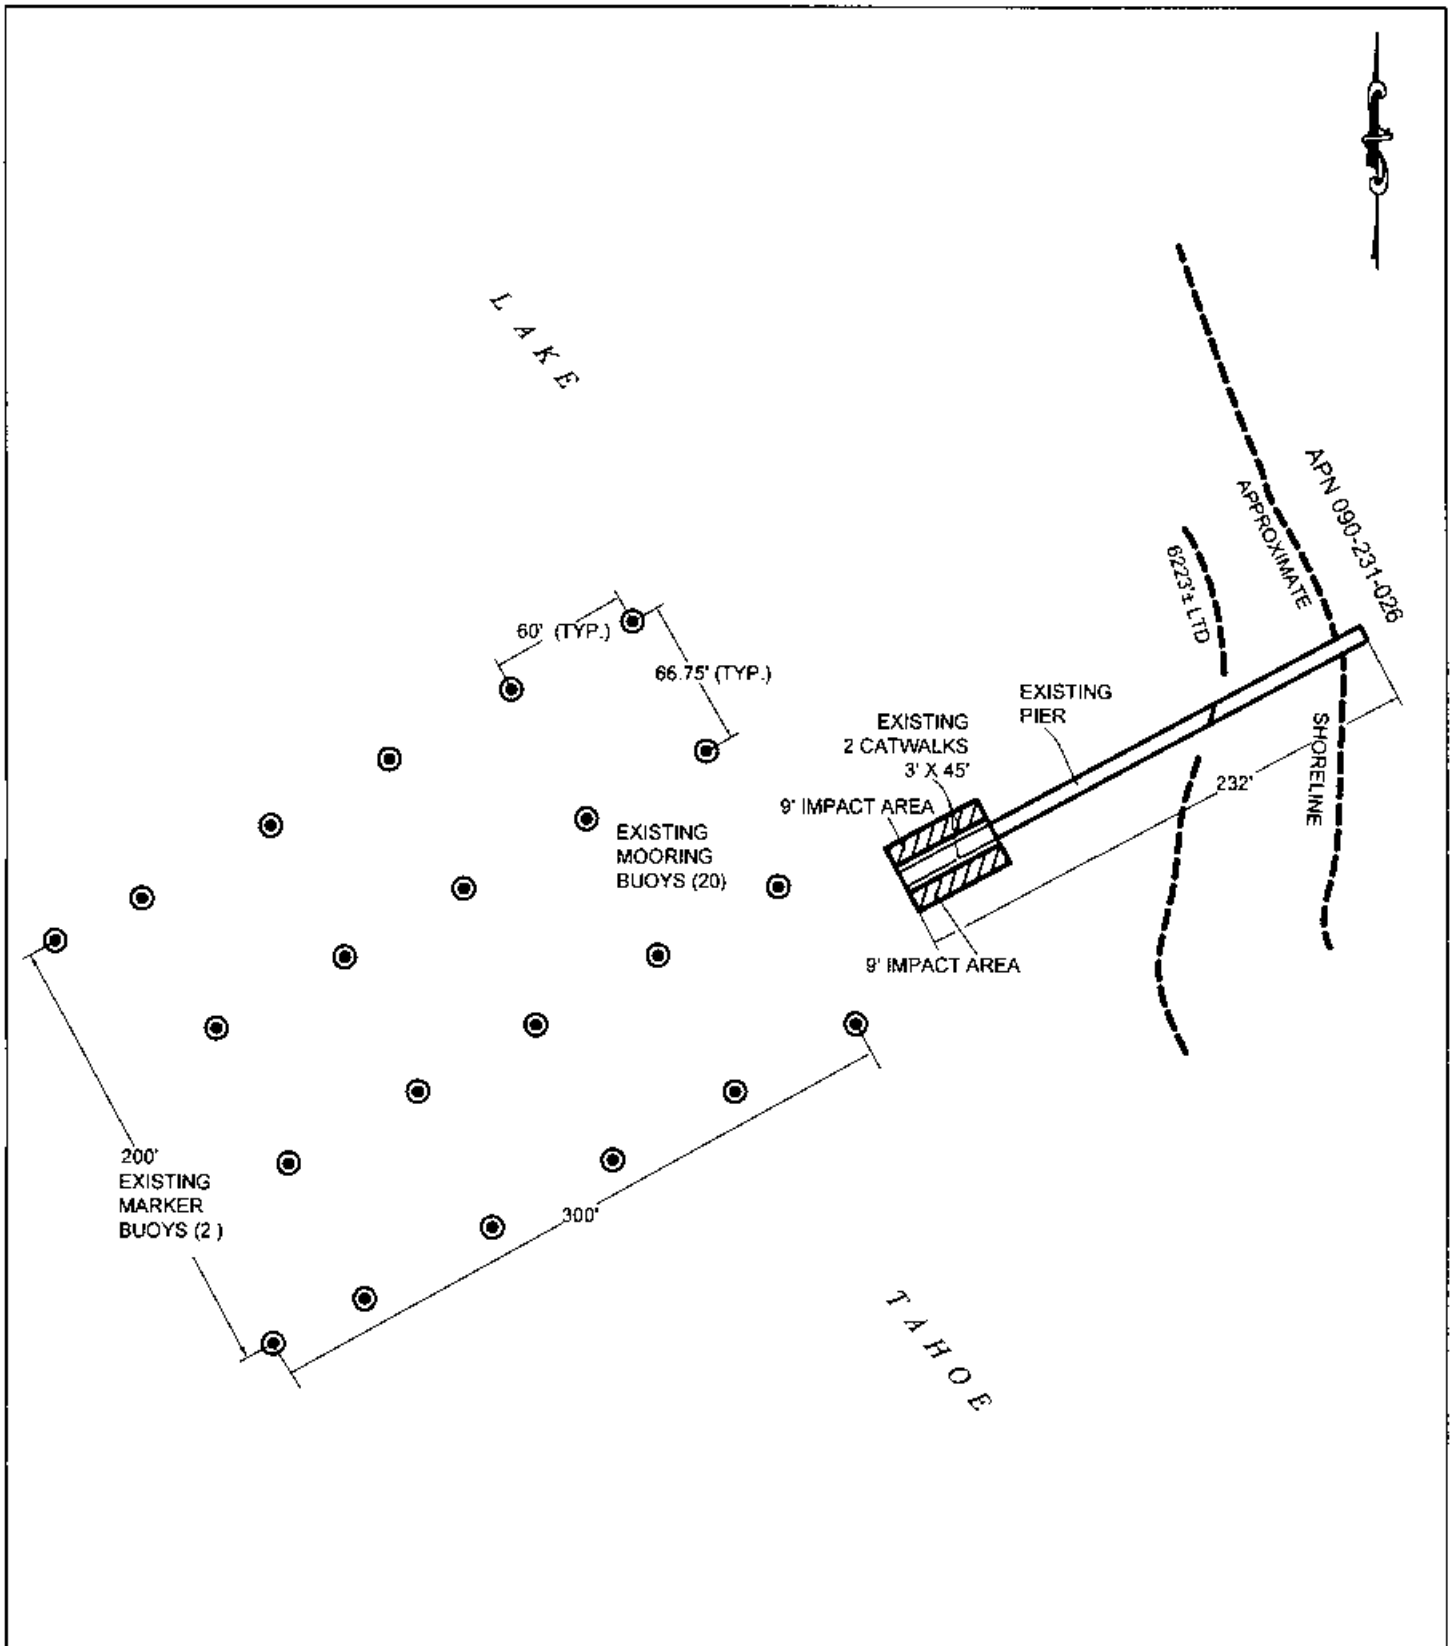 LAKE
APN 090-231-026
APPROXIMATE
6223'± LTD
60' (TYP.)
66.75' (TYP.)
EXISTING
PIER
EXISTING
2 CATWALKS
3' X 45'
SHORELINE
232'
9' IMPACT AREA
EXISTING
MOORING
BUOYS (20)
9' IMPACT AREA
200'
EXISTING
MARKER
BUOYS (2 )
300'
TAHOE